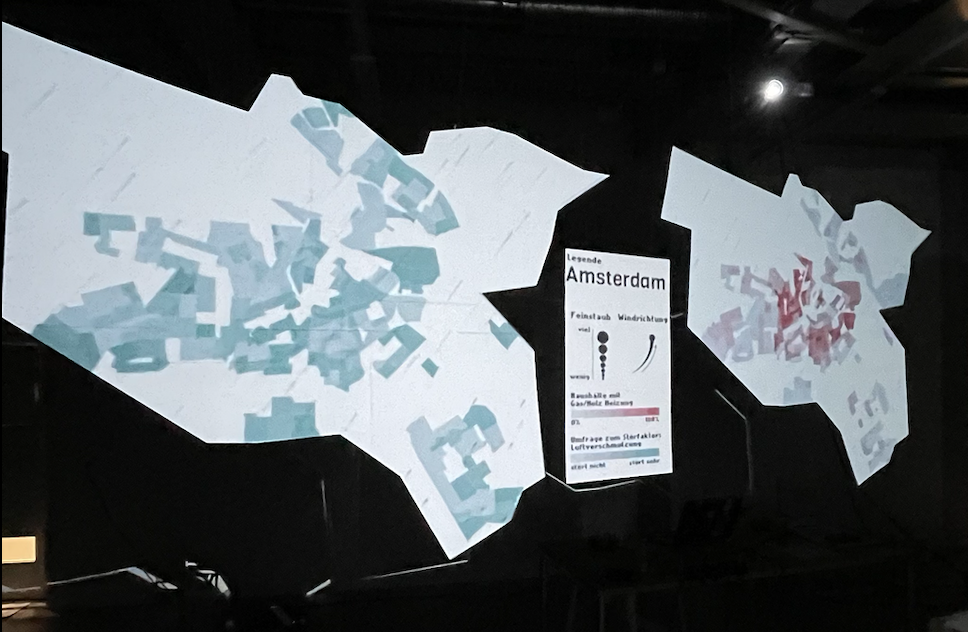 Legende
Amsterdam
Feinstaub Windrichtung
viel
wenig
Haushälte mit
Gas/Holz Heizung
0%
100%
Umfrage zum Störfaktor:
Luftverschmutzung
stört nicht
stört sehr